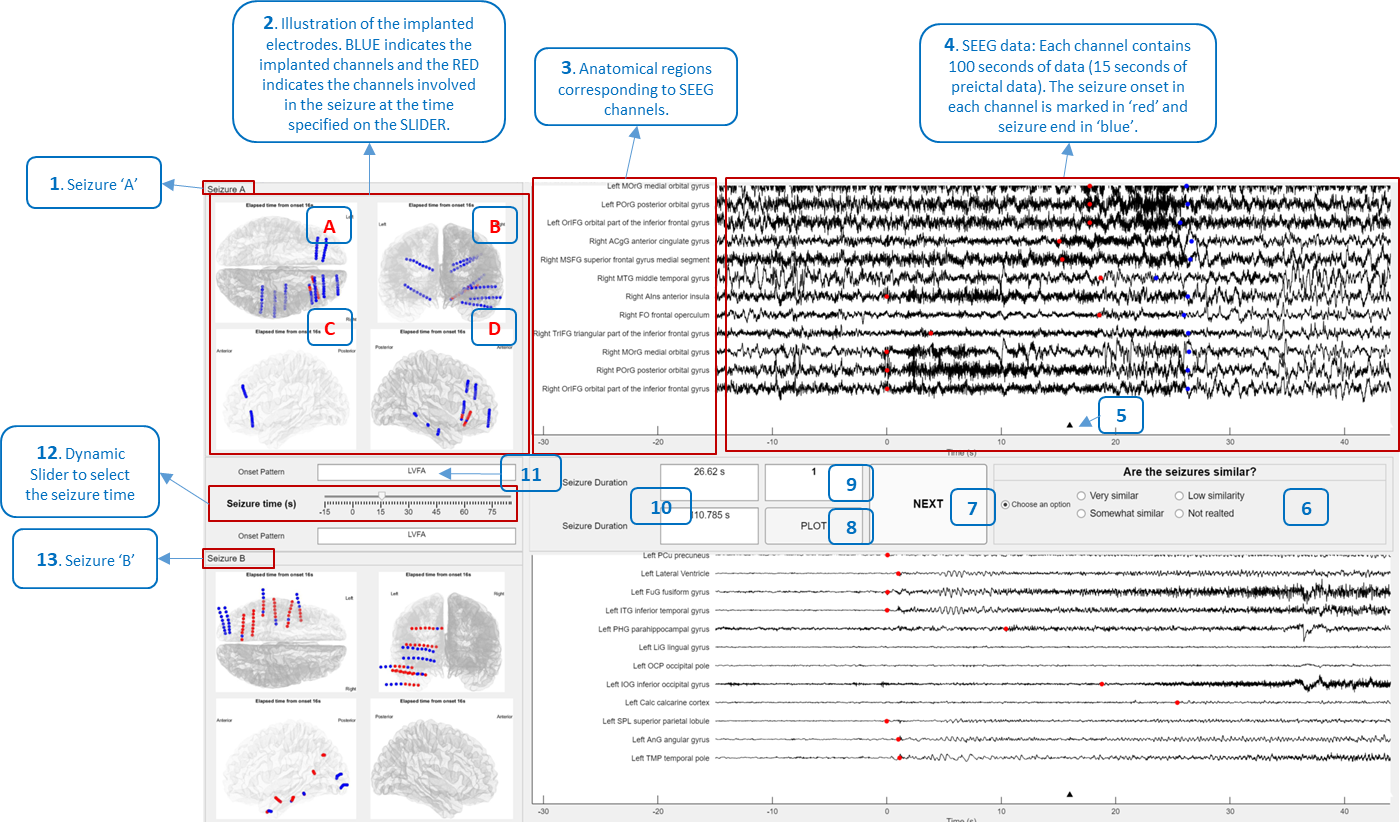 2. Illustration of the implanted
electrodes. BLUE indicates the
implanted channels and the RED
indicates the channels involved
in the seizure at the time
specified on the SLIDER.
3. Anatomical regions
corresponding to SEEG
channels.
4. SEEG data: Each channel contains
100 seconds of data (15 seconds of
preictal data). The seizure onset in
each channel is marked in ‘red’ and
seizure end in ‘blue’.
1. Seizure ‘A’
Seizure A
Elapsed time from onset 16s
Elapsed time from onset 16s
A
B
Left
Left
C
D
Elapsed time from onset 16s
Elapsed time from onset 16s
Anterior
Posterior
Posterior
Left MOrG medial orbital gyrus
Left POrG posterior orbital gyrus
Left OrIFG orbital part of the inferior frontal gyrus
Right ACgG anterior cingulate gyrus
Right MSFG superior frontal gyrus medial segment
Right MTG middle temporal gyrus
Right AIns anterior insula
Right FO frontal operculum
Right TrIFG triangular part of the inferior frontal gyrus
Right MOrG medial orbital gyrus
Right POrG posterior orbital gyrus
Right OrIFG orbital part of the inferior frontal gyrus
5
-30 -20 -10 0 10 20 30 40
Time (s)
12. Dynamic
Slider to select
the seizure time
Onset Pattern
LVFA
11
Seizure time (s)
-15 0 15 30 45 60 75
LVFA
Seizure Duration
26.62 s
1
9
10
Seizure Duration
110.785 s
PLOT
8
NEXT
7
Are the seizures similar?
Choose an option
Very similar
Low similarity
Somewhat similar
Not realted
6
13. Seizure ‘B’
Seizure B
Elapsed time from onset 16s
Elapsed time from onset 16s
Left
Left
Right
Right
Elapsed time from onset 16s
Elapsed time from onset 16s
Anterior
Posterior
Posterior
Anterior
Left PCu precuneus
Left Lateral Ventricle
Left FuG fusiform gyrus
Left ITG inferior temporal gyrus
Left PHG parahippocampal gyrus
Left LiG lingual gyrus
Left OCP occipital pole
Left IOG inferior occipital gyrus
Left Calc calcarine cortex
Left SPL superior parietal lobule
Left AnG angular gyrus
Left TMP temporal pole
-30 -20 -10 0 10 20 30 40
Time (s)